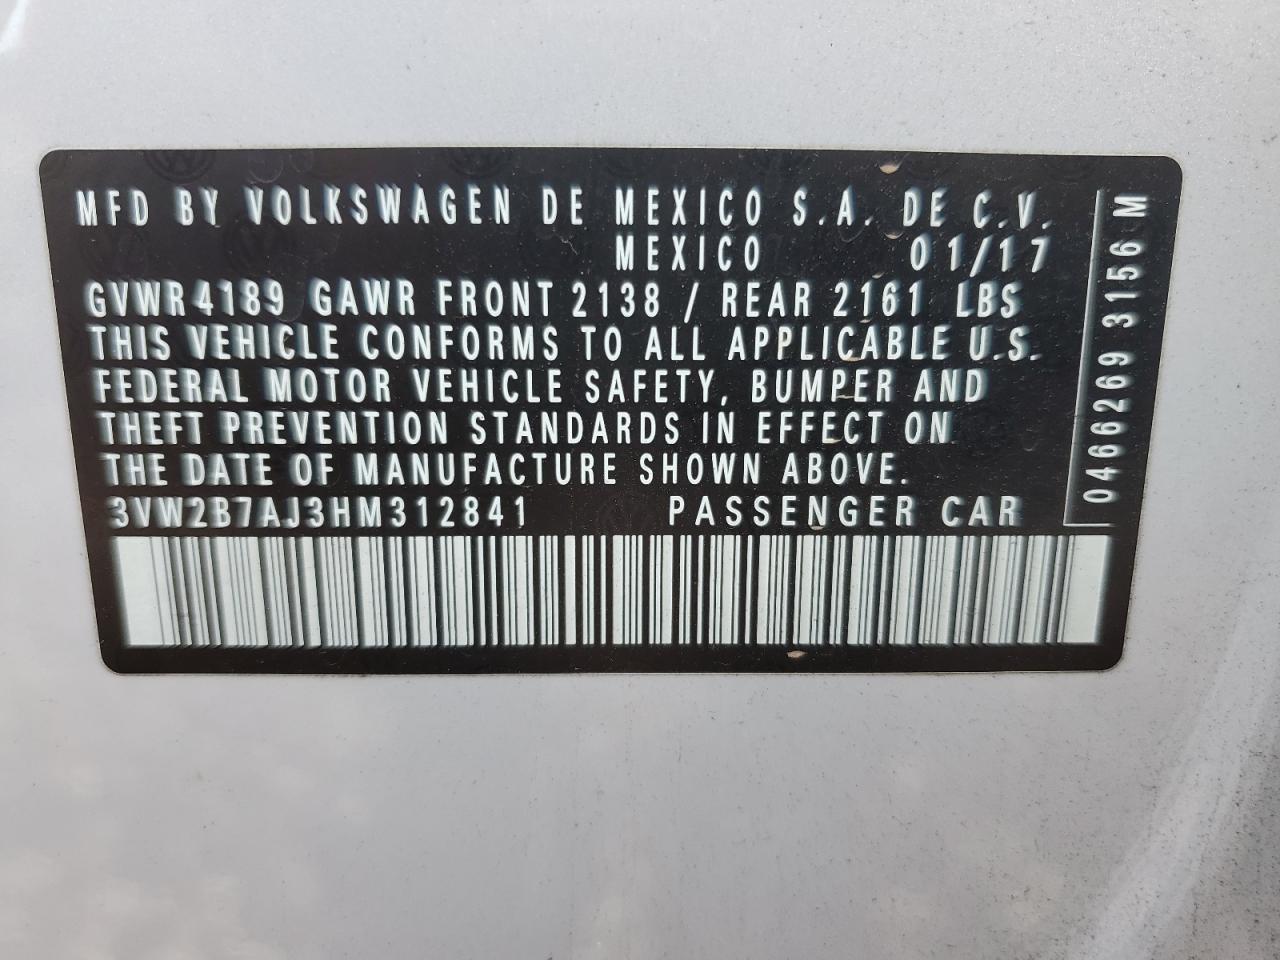 MFD BY VOLKSWAGEN DE MEXICO S.A. DE C.V.
MEXICO 01/17
GVWR4189 GAWR FRONT 2138 / REAR 2161 LBS
THIS VEHICLE CONFORMS TO ALL APPLICABLE U.S.
FEDERAL MOTOR VEHICLE SAFETY, BUMPER AND
THEFT PREVENTION STANDARDS IN EFFECT ON
THE DATE OF MANUFACTURE SHOWN ABOVE.
3VW2B7AJ3HM312841 PASSENGER CAR
0466269 3156 M